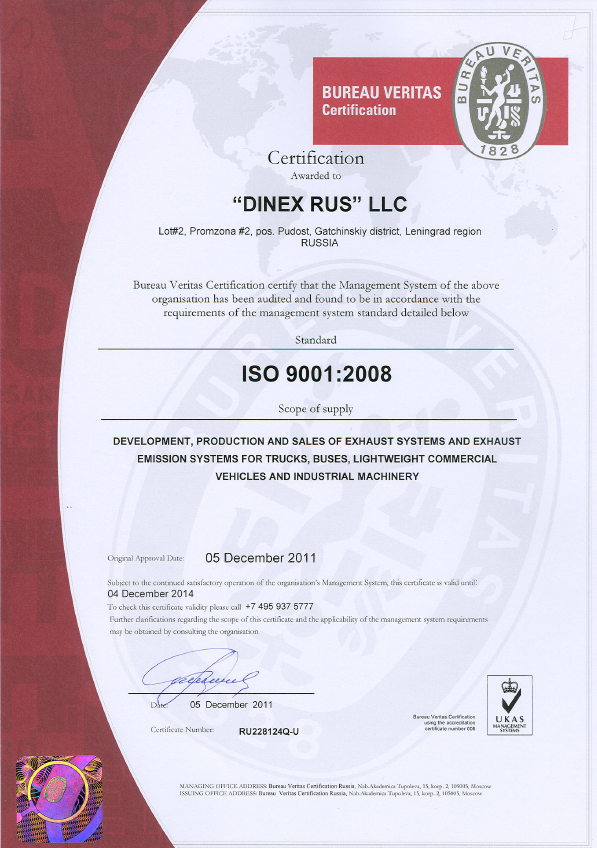 BUREAU VERITAS
Certification
BUREAU VERITAS
1828
Certification
Awarded to
“DINEX RUS” LLC
Lot#2, Promzona #2, pos. Pudost, Gatchinskiy district, Leningrad region
RUSSIA
Bureau Veritas Certification certify that the Management System of the above
organisation has been audited and found to be in accordance with the
requirements of the management system standard detailed below
Standard
ISO 9001:2008
Scope of supply
DEVELOPMENT, PRODUCTION AND SALES OF EXHAUST SYSTEMS AND EXHAUST
EMISSION SYSTEMS FOR TRUCKS, BUSES, LIGHTWEIGHT COMMERCIAL
VEHICLES AND INDUSTRIAL MACHINERY
Original Approval Date: 05 December 2011
Subject to the continued satisfactory operation of the organisation's Management System, this certificate is valid until:
04 December 2014
To check this certificate validity please call +7 495 937 5777
Further clarifications regarding the scope of this certificate and the applicability of the management system requirements
may be obtained by consulting the organisation
Date: 05 December 2011
Certificate Number: RU228124Q-U
Bureau Veritas Certification
using the accreditation
certificate number 008
UKAS
MANAGEMENT
SYSTEMS
MANAGING OFFICE ADDRESS: Bureau Veritas Certification Russia, Nab.Akademica Tupoleva, 15, korp. 2, 105005, Moscow
ISSUING OFFICE ADDRESS: Bureau Veritas Certification Russia, Nab.Akademica Tupoleva, 15, korp. 2, 105005, Moscow